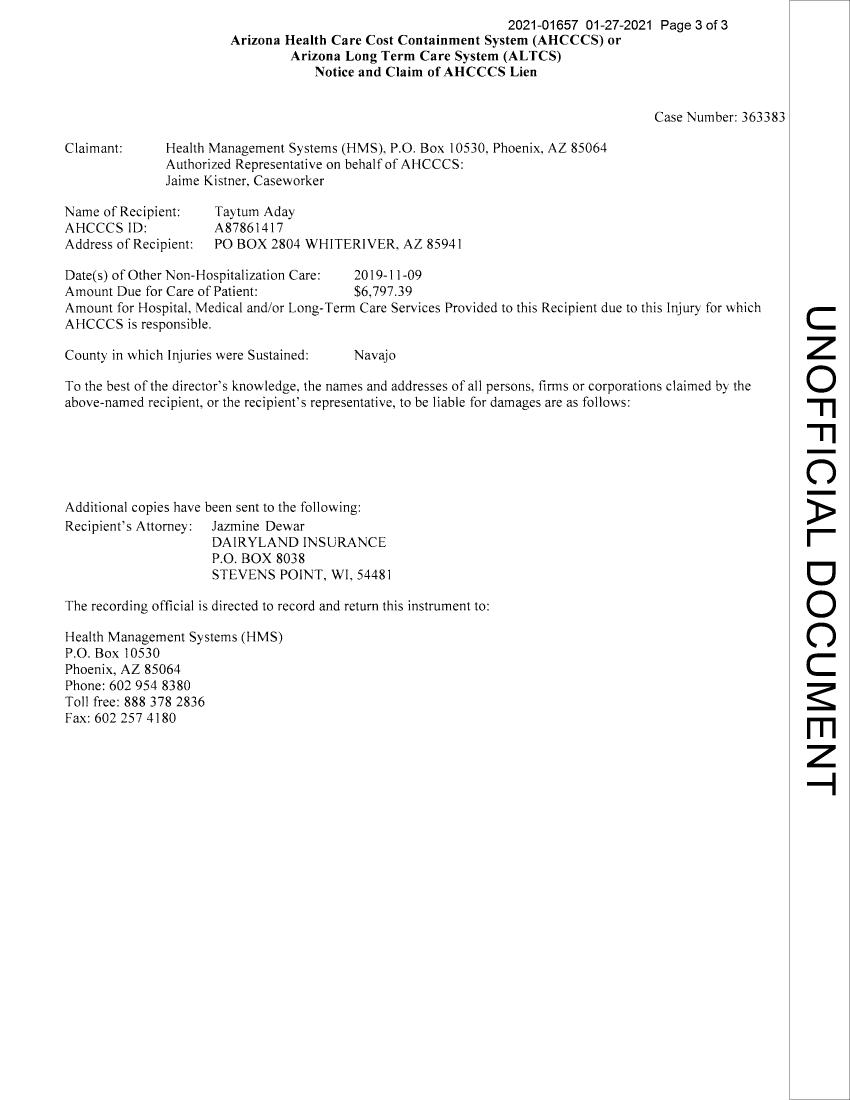 2021-01657 01-27-2021 Page 3 of 3
Arizona Health Care Cost Containment System (AHCCCS) or
Arizona Long Term Care System (ALTCS)
Notice and Claim of AHCCCS Lien
Case Number: 363383
Claimant: Health Management Systems (HMS), P.O. Box 10530, Phoenix, AZ 85064
Authorized Representative on behalf of AHCCCS:
Jaime Kistner, Caseworker
Name of Recipient: Taytum Aday
AHCCCS ID: A87861417
Address of Recipient: PO BOX 2804 WHITERIVER, AZ 85941
Date(s) of Other Non-Hospitalization Care: 2019-11-09
Amount Due for Care of Patient: $6,797.39
Amount for Hospital, Medical and/or Long-Term Care Services Provided to this Recipient due to this Injury for which
AHCCCS is responsible.
County in which Injuries were Sustained: Navajo
To the best of the director's knowledge, the names and addresses of all persons, firms or corporations claimed by the
above-named recipient, or the recipient's representative, to be liable for damages are as follows:
Additional copies have been sent to the following:
Recipient's Attorney: Jazmine Dewar
DAIRYLAND INSURANCE
P.O. BOX 8038
STEVENS POINT, WI, 54481
The recording official is directed to record and return this instrument to:
Health Management Systems (HMS)
P.O. Box 10530
Phoenix, AZ 85064
Phone: 602 954 8380
Toll free: 888 378 2836
Fax: 602 257 4180
UNOFFICIAL DOCUMENT